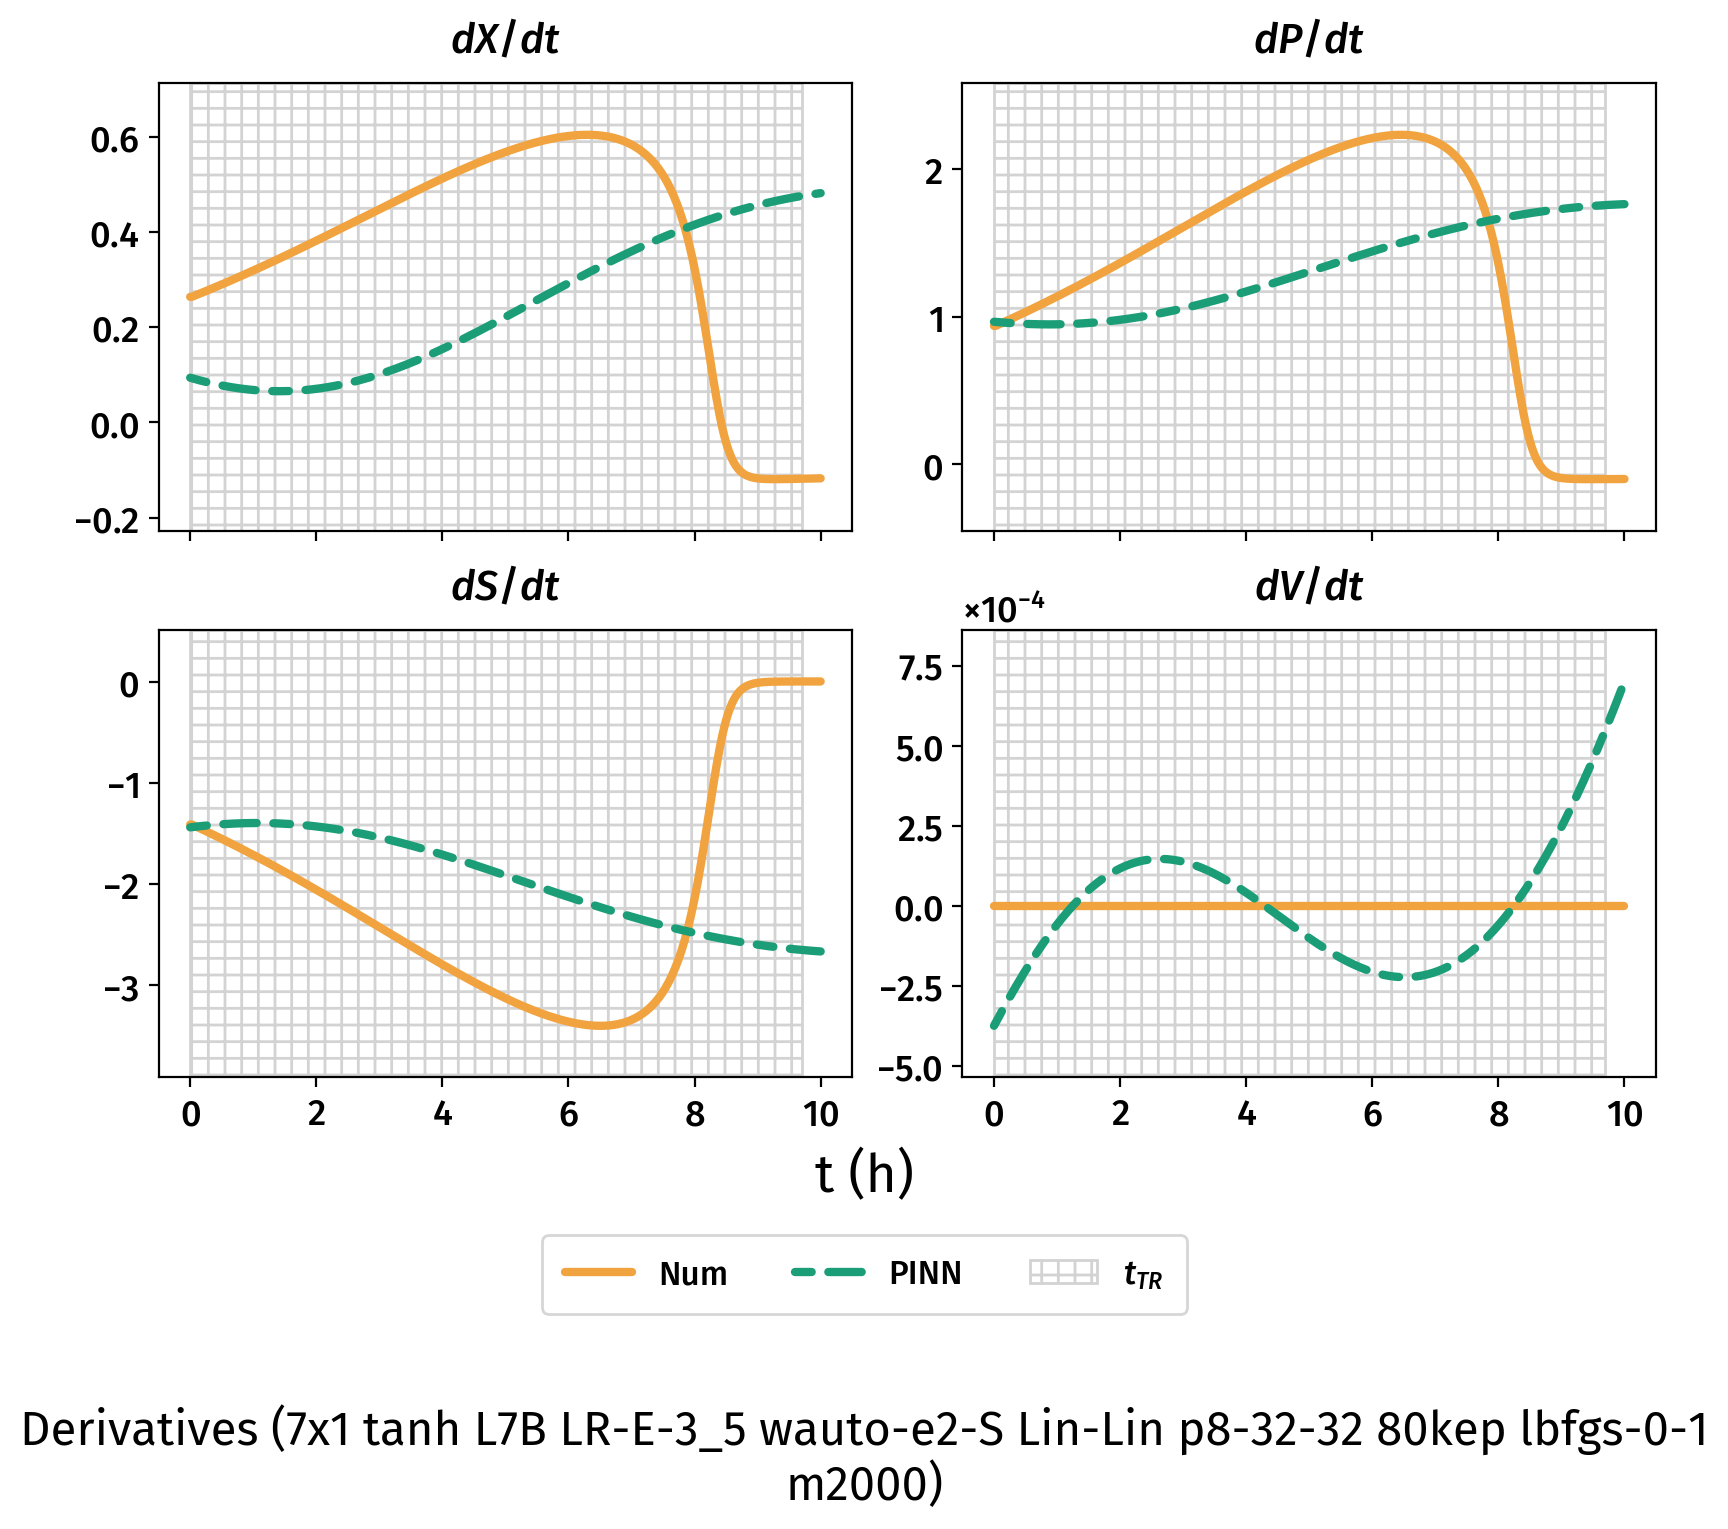 dX/dt
dP/dt
0.6
0.4
0.2
0.0
−0.2
2
1
0
dS/dt
dV/dt
×10⁻⁴
0
−1
−2
−3
7.5
5.0
2.5
0.0
−2.5
−5.0
0 2 4 6 8 10
0 2 4 6 8 10
t (h)
Num PINN t_TR
Derivatives (7x1 tanh L7B LR-E-3_5 wauto-e2-S Lin-Lin p8-32-32 80kep lbfgs-0-1
m2000)